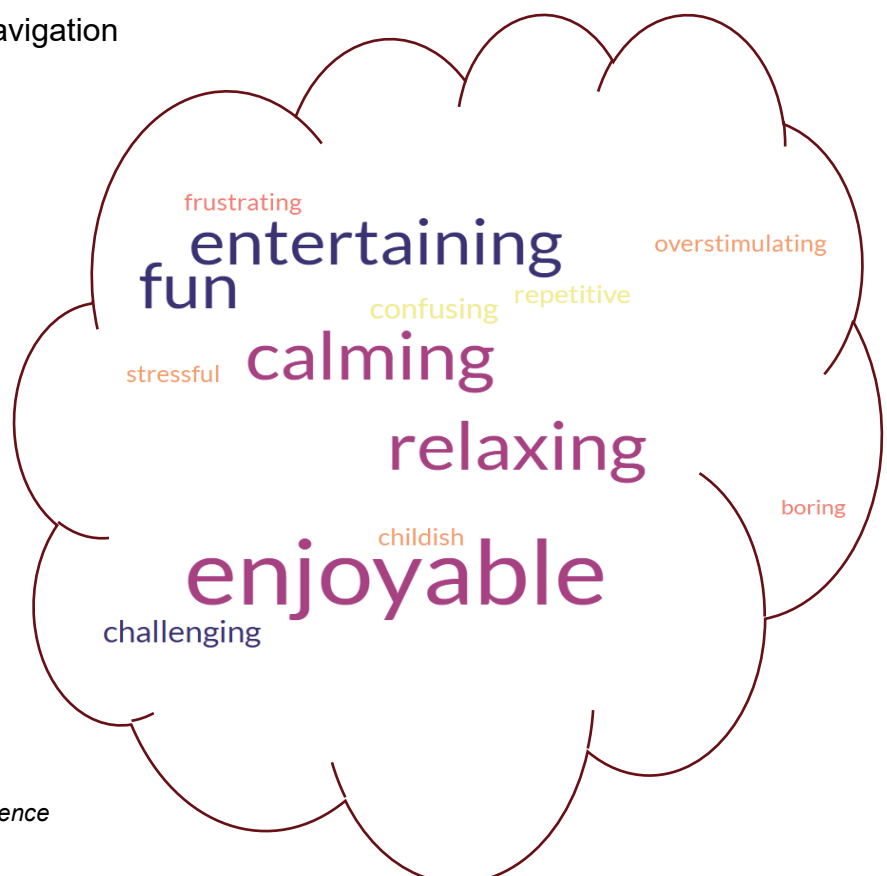 avigation
frustrating
entertaining
overstimulating
fun
repetitive
confusing
calming
stressful
relaxing
boring
childish
enjoyable
challenging
ence